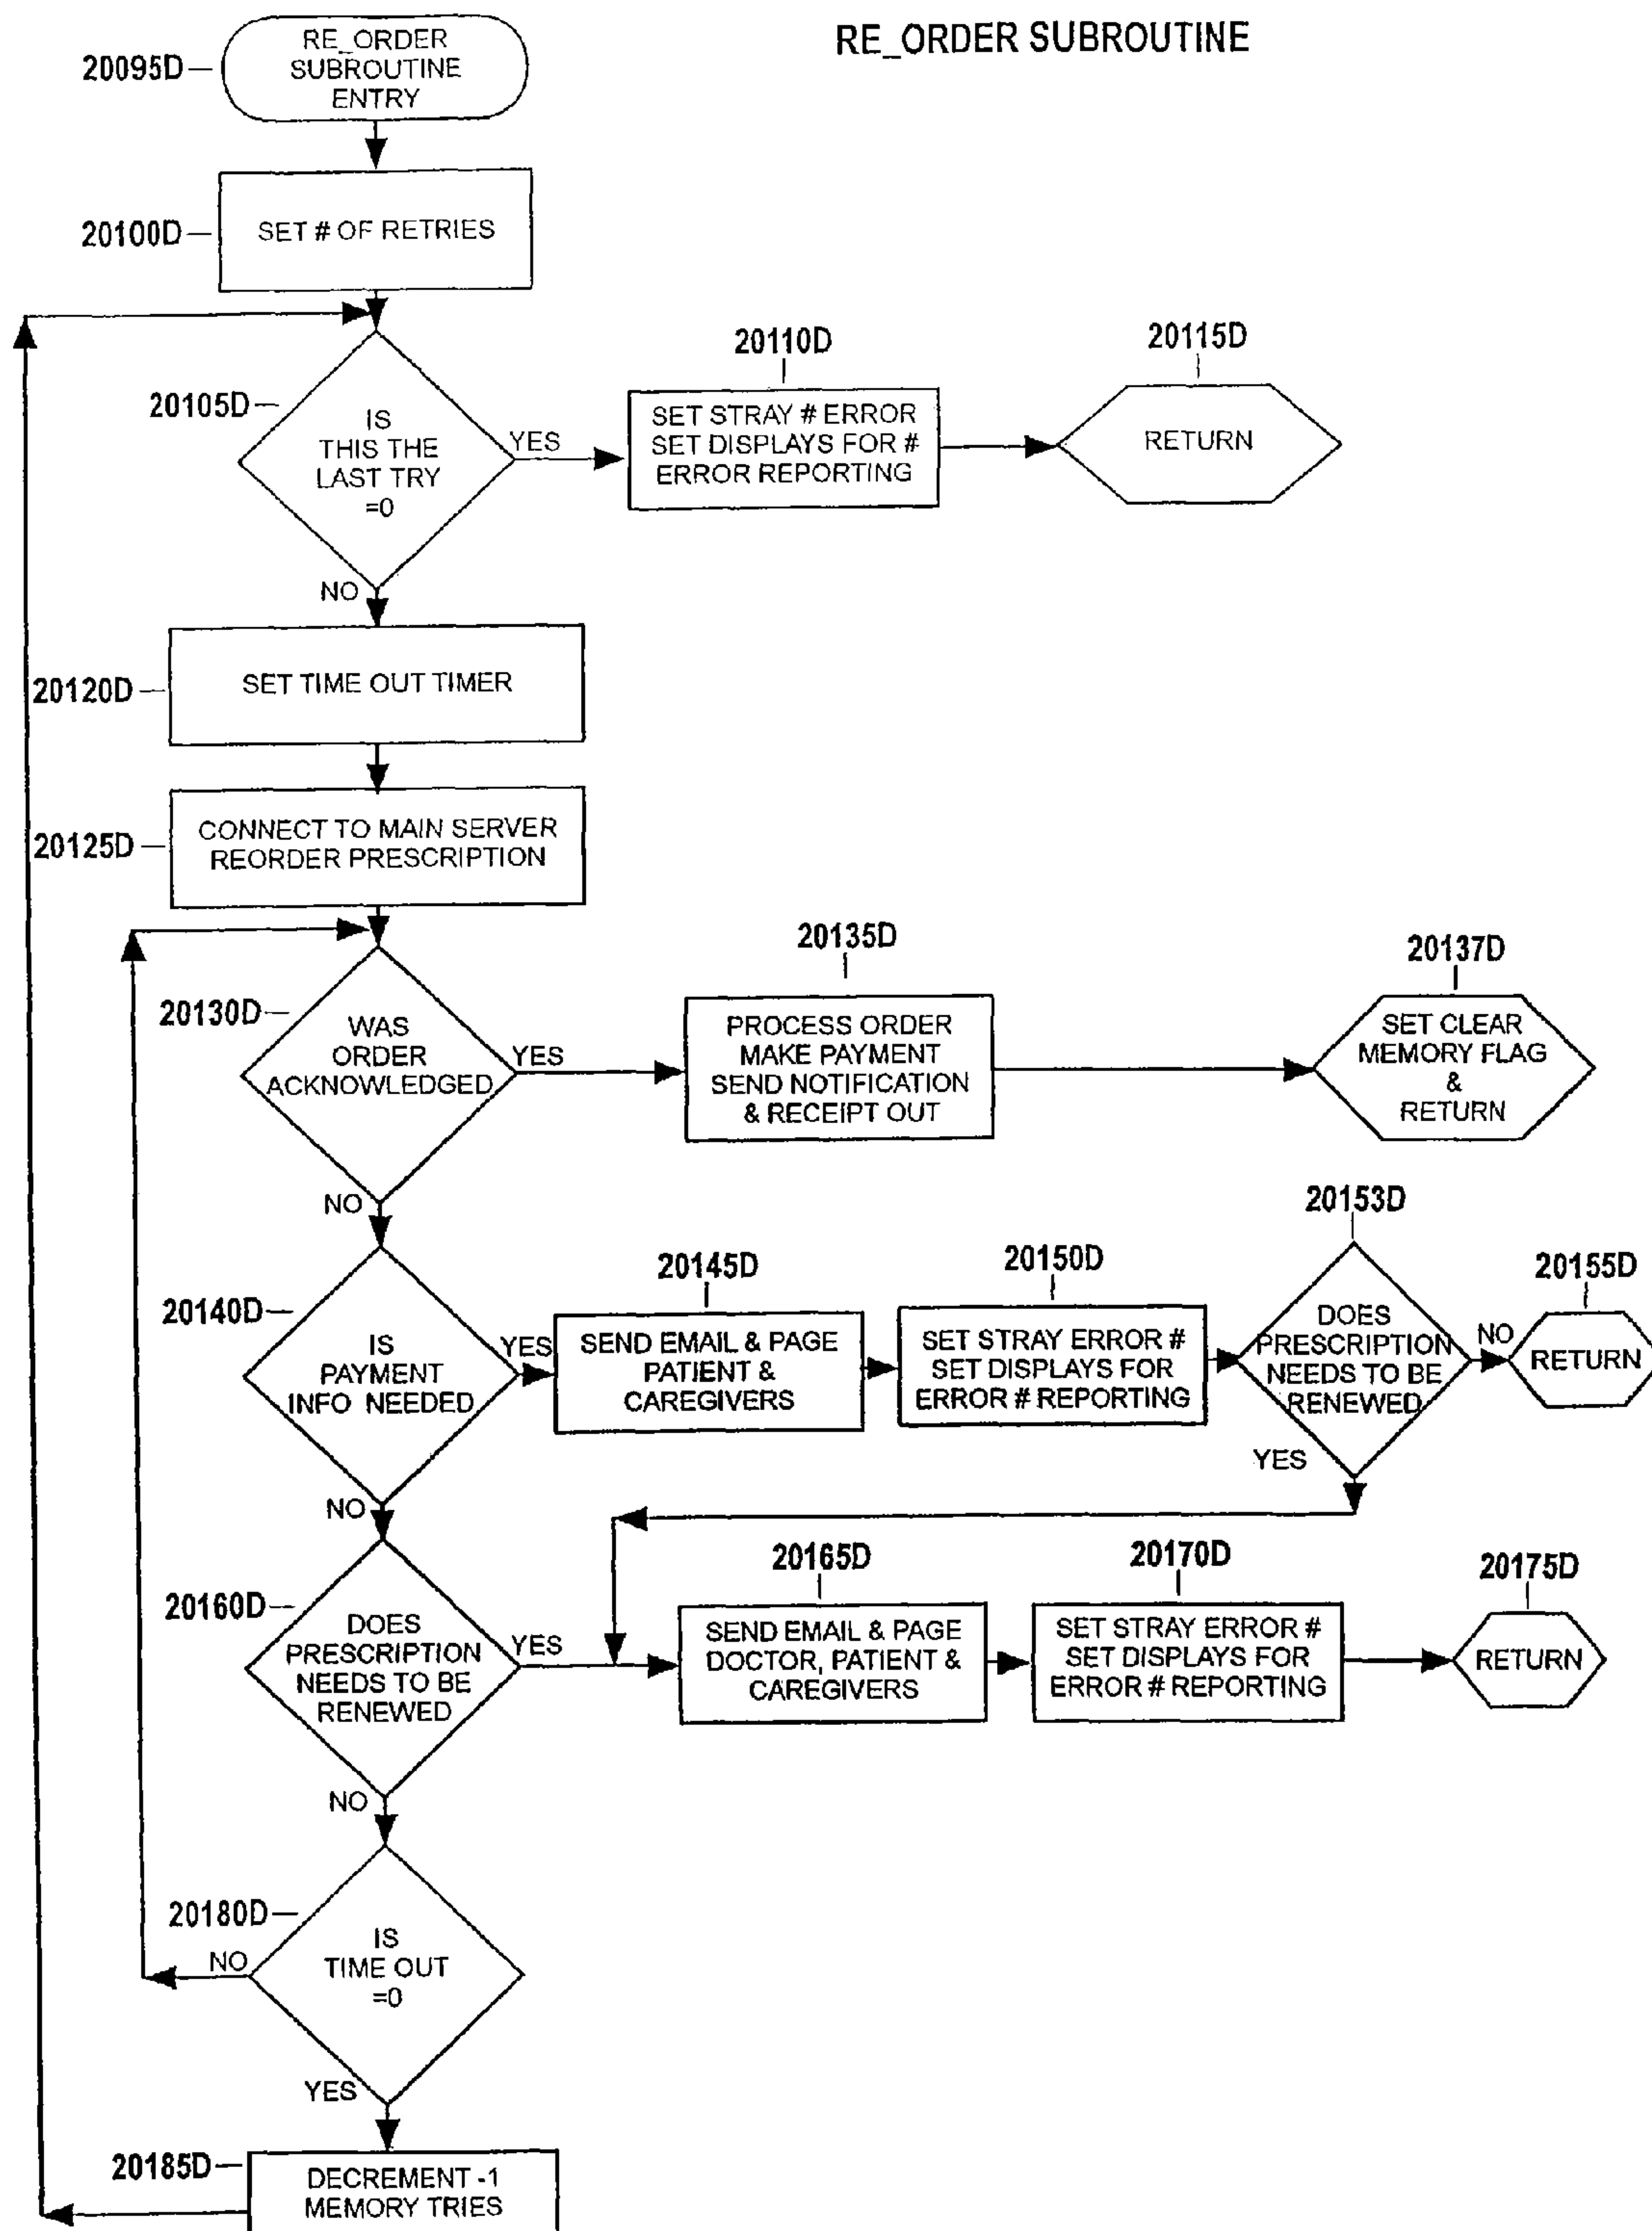 RE_ORDER SUBROUTINE
20095D
RE_ORDER
SUBROUTINE
ENTRY
20100D
SET # OF RETRIES
20105D
IS
THIS THE
LAST TRY
=0
YES
NO
20110D
SET STRAY # ERROR
SET DISPLAYS FOR #
ERROR REPORTING
20115D
RETURN
20120D
SET TIME OUT TIMER
20125D
CONNECT TO MAIN SERVER
REORDER PRESCRIPTION
20130D
WAS
ORDER
ACKNOWLEDGED
YES
NO
20135D
PROCESS ORDER
MAKE PAYMENT
SEND NOTIFICATION
& RECEIPT OUT
20137D
SET CLEAR
MEMORY FLAG
&
RETURN
20140D
IS
PAYMENT
INFO NEEDED
YES
NO
20145D
SEND EMAIL & PAGE
PATIENT &
CAREGIVERS
20150D
SET STRAY ERROR #
SET DISPLAYS FOR
ERROR # REPORTING
20153D
DOES
PRESCRIPTION
NEEDS TO BE
RENEWED
NO
YES
20155D
RETURN
20160D
DOES
PRESCRIPTION
NEEDS TO BE
RENEWED
YES
NO
20165D
SEND EMAIL & PAGE
DOCTOR, PATIENT &
CAREGIVERS
20170D
SET STRAY ERROR #
SET DISPLAYS FOR
ERROR # REPORTING
20175D
RETURN
20180D
IS
TIME OUT
=0
NO
YES
20185D
DECREMENT -1
MEMORY TRIES